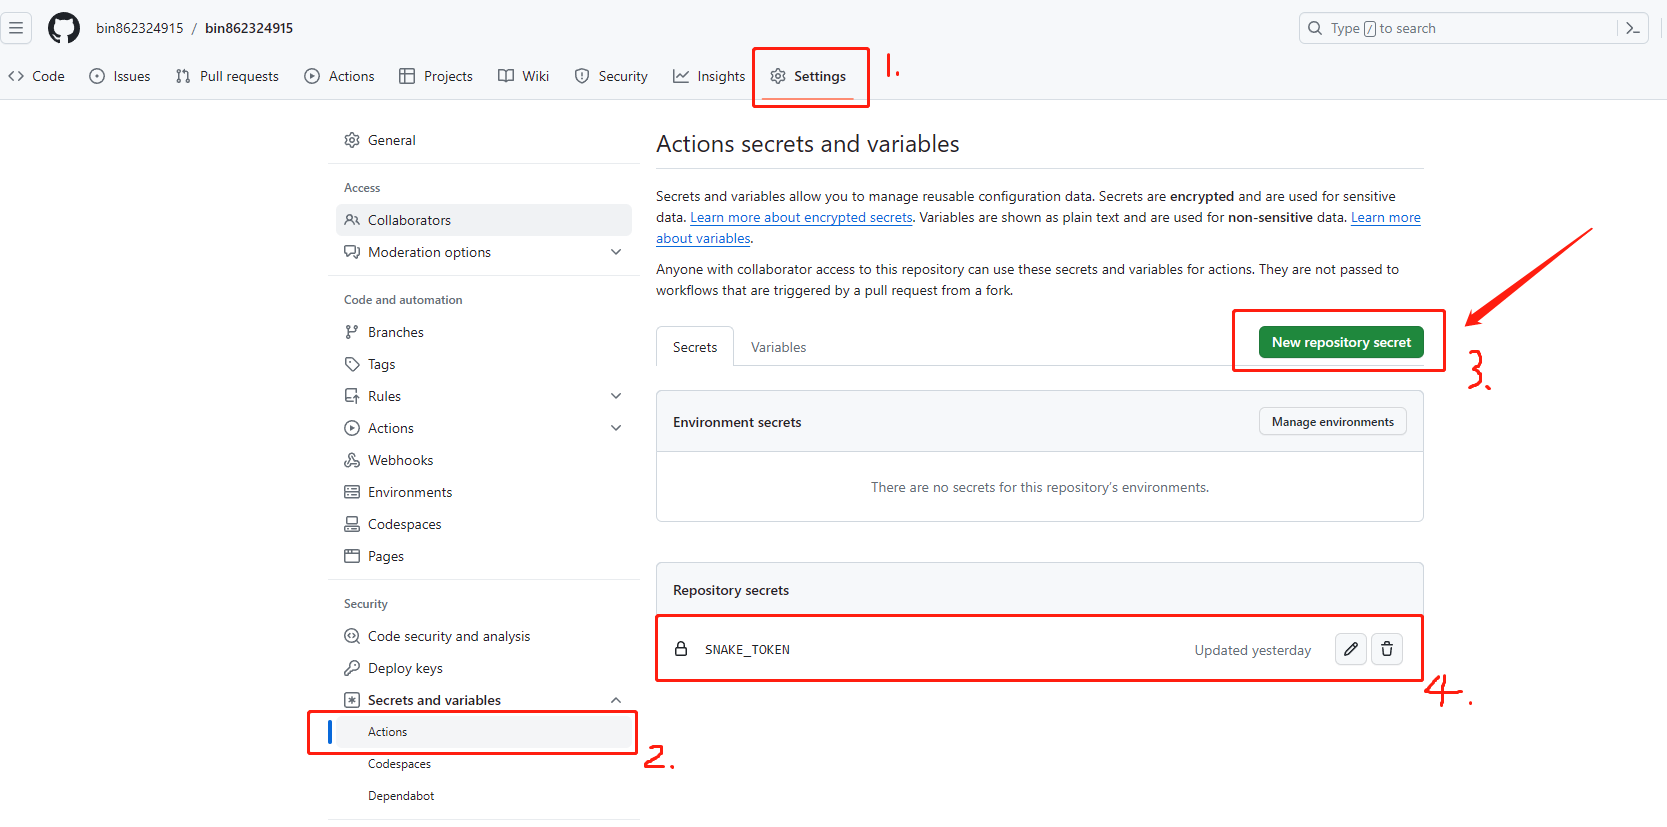 bin862324915 / bin862324915
Type / to search
Code Issues Pull requests Actions Projects Wiki Security Insights Settings
1.
General
Access
Collaborators
Moderation options
Code and automation
Branches
Tags
Rules
Actions
Webhooks
Environments
Codespaces
Pages
Security
Code security and analysis
Deploy keys
Secrets and variables
Actions
2.
Codespaces
Dependabot
Actions secrets and variables
Secrets and variables allow you to manage reusable configuration data. Secrets are encrypted and are used for sensitive
data. Learn more about encrypted secrets. Variables are shown as plain text and are used for non-sensitive data. Learn more
about variables.
Anyone with collaborator access to this repository can use these secrets and variables for actions. They are not passed to
workflows that are triggered by a pull request from a fork.
Secrets Variables
New repository secret
3.
Environment secrets
Manage environments
There are no secrets for this repository's environments.
Repository secrets
SNAKE_TOKEN Updated yesterday
4.